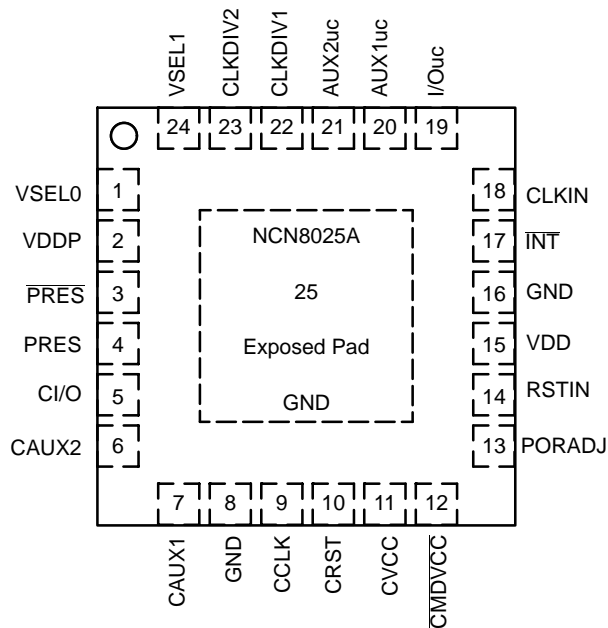 VSEL1
CLKDIV2
CLKDIV1
AUX2uc
AUX1uc
I/Ouc
24
23
22
21
20
19
VSEL0
1
VDDP
2
PRES
3
PRES
4
CI/O
5
CAUX2
6
NCN8025A
25
Exposed Pad
GND
18
CLKIN
17
INT
16
GND
15
VDD
14
RSTIN
13
PORADJ
7
8
9
10
11
12
CAUX1
GND
CCLK
CRST
CVCC
CMDVCC